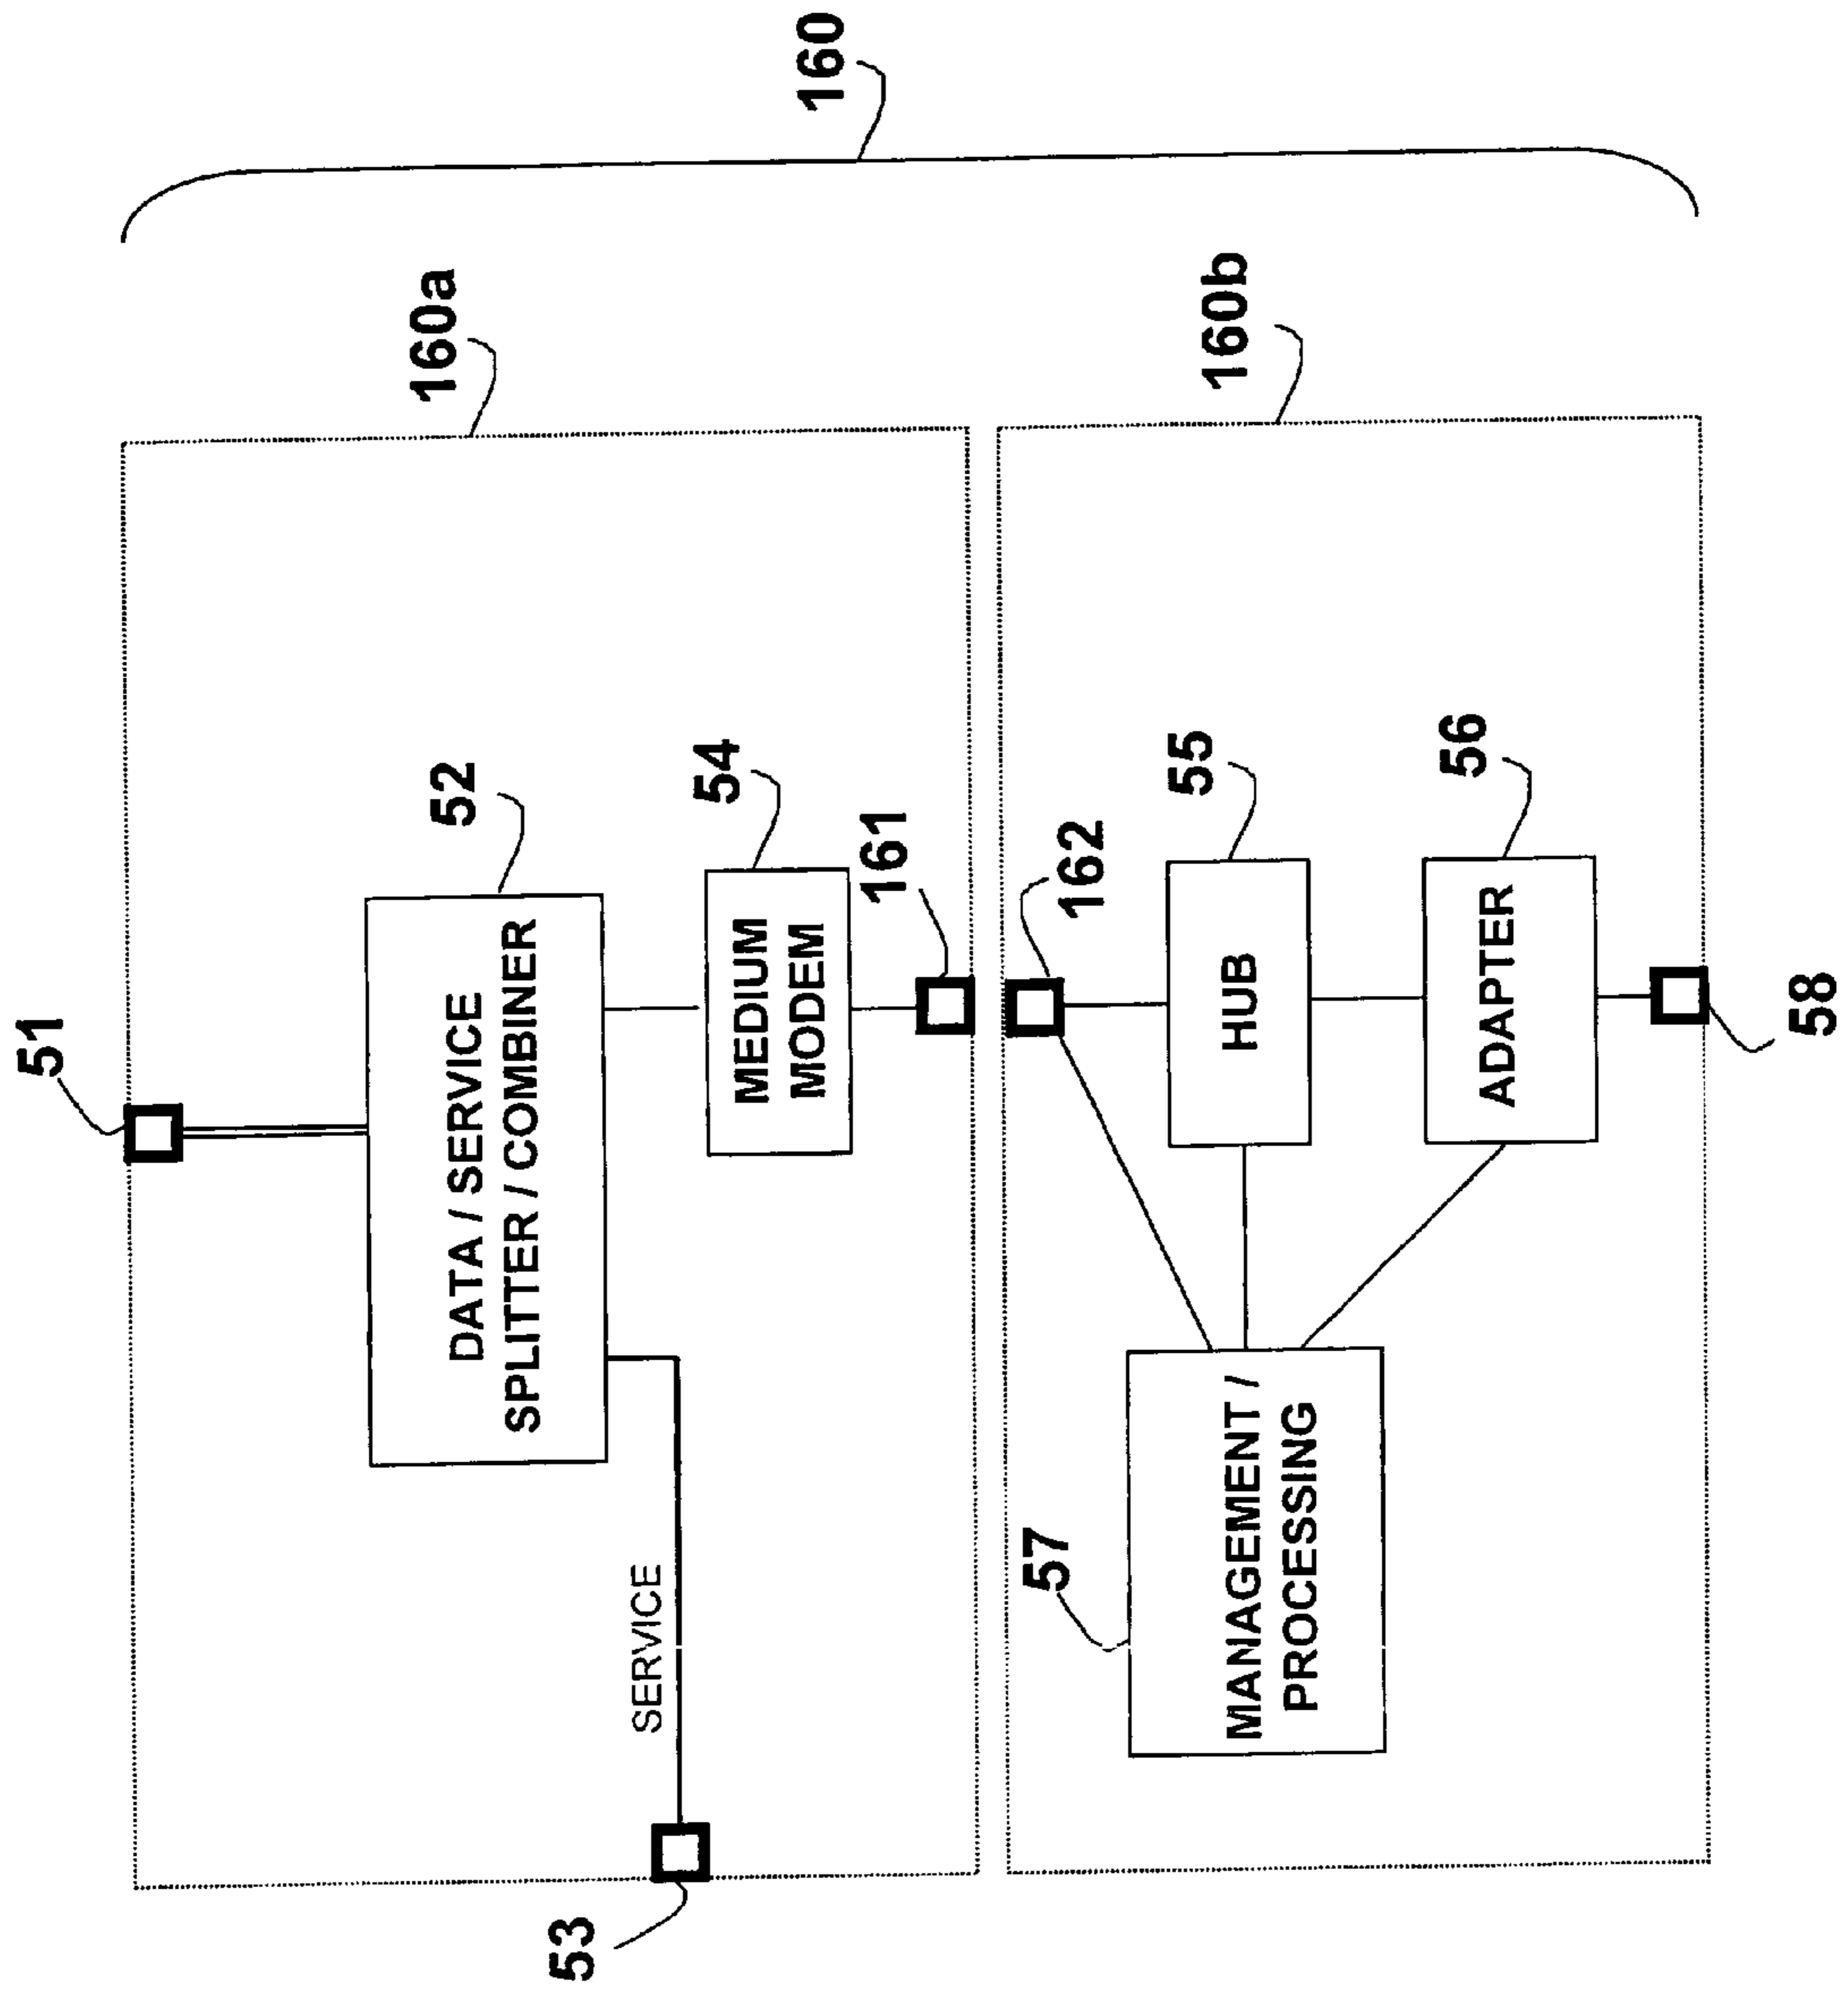 51
160a
52
DATA / SERVICE
SPLITTER / COMBINER
53
SERVICE
54
MEDIUM
MODEM
160
161
57
162
55
160b
MANAGEMENT /
PROCESSING
HUB
56
ADAPTER
58